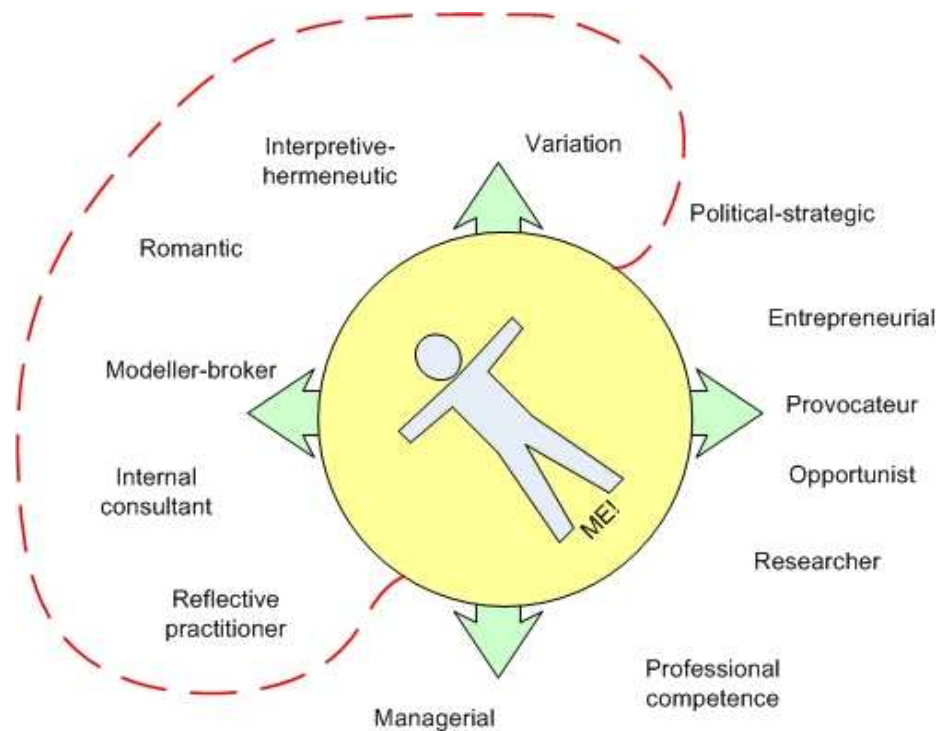 Interpretive-
hermeneutic
Variation
Political-strategic
Romantic
Entrepreneurial
Modeller-broker
Provocateur
Internal
consultant
Opportunist
ME!
Researcher
Reflective
practitioner
Professional
competence
Managerial